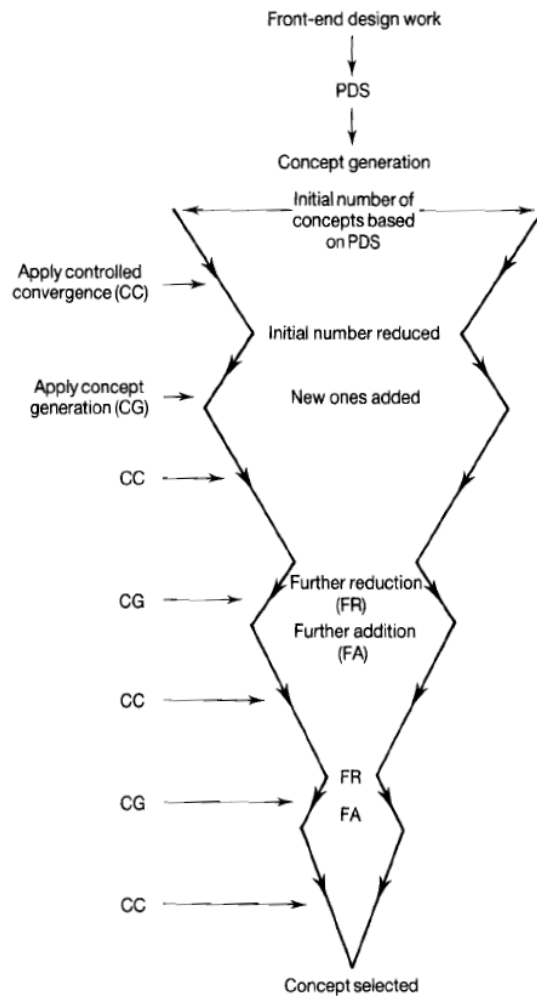 Front-end design work
PDS
Concept generation
Initial number of
concepts based
on PDS
Apply controlled
convergence (CC)
Initial number reduced
Apply concept
generation (CG)
New ones added
CC
Further reduction
(FR)
CG
Further addition
(FA)
CC
FR
CG
FA
CC
Concept selected